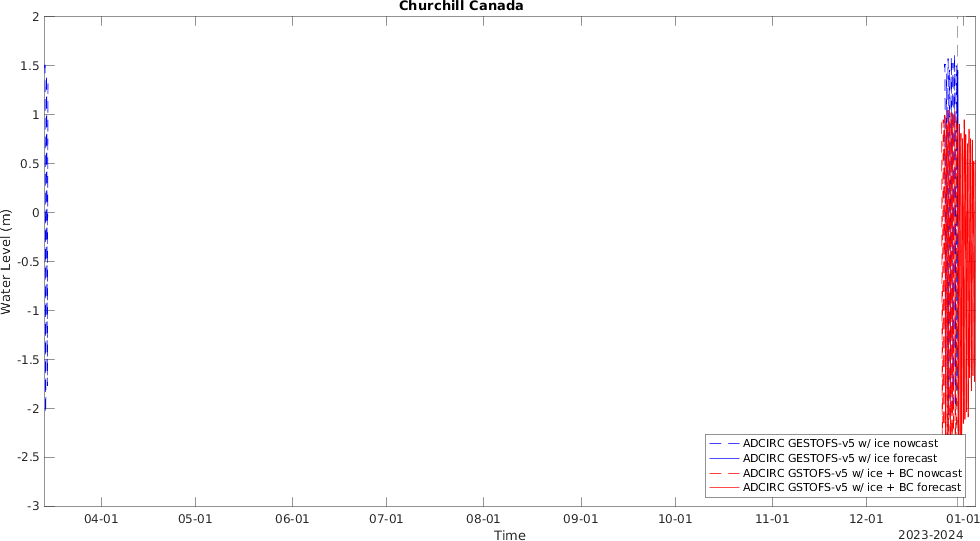 Churchill Canada
2
1.5
1
0.5
0
-0.5
-1
-1.5
-2
-2.5
-3
Water Level (m)
ADCIRC GESTOFS-v5 w/ ice nowcast
ADCIRC GESTOFS-v5 w/ ice forecast
ADCIRC GSTOFS-v5 w/ ice + BC nowcast
ADCIRC GSTOFS-v5 w/ ice + BC forecast
04-01 05-01 06-01 07-01 08-01 09-01 10-01 11-01 12-01 01-01
Time
2023-2024